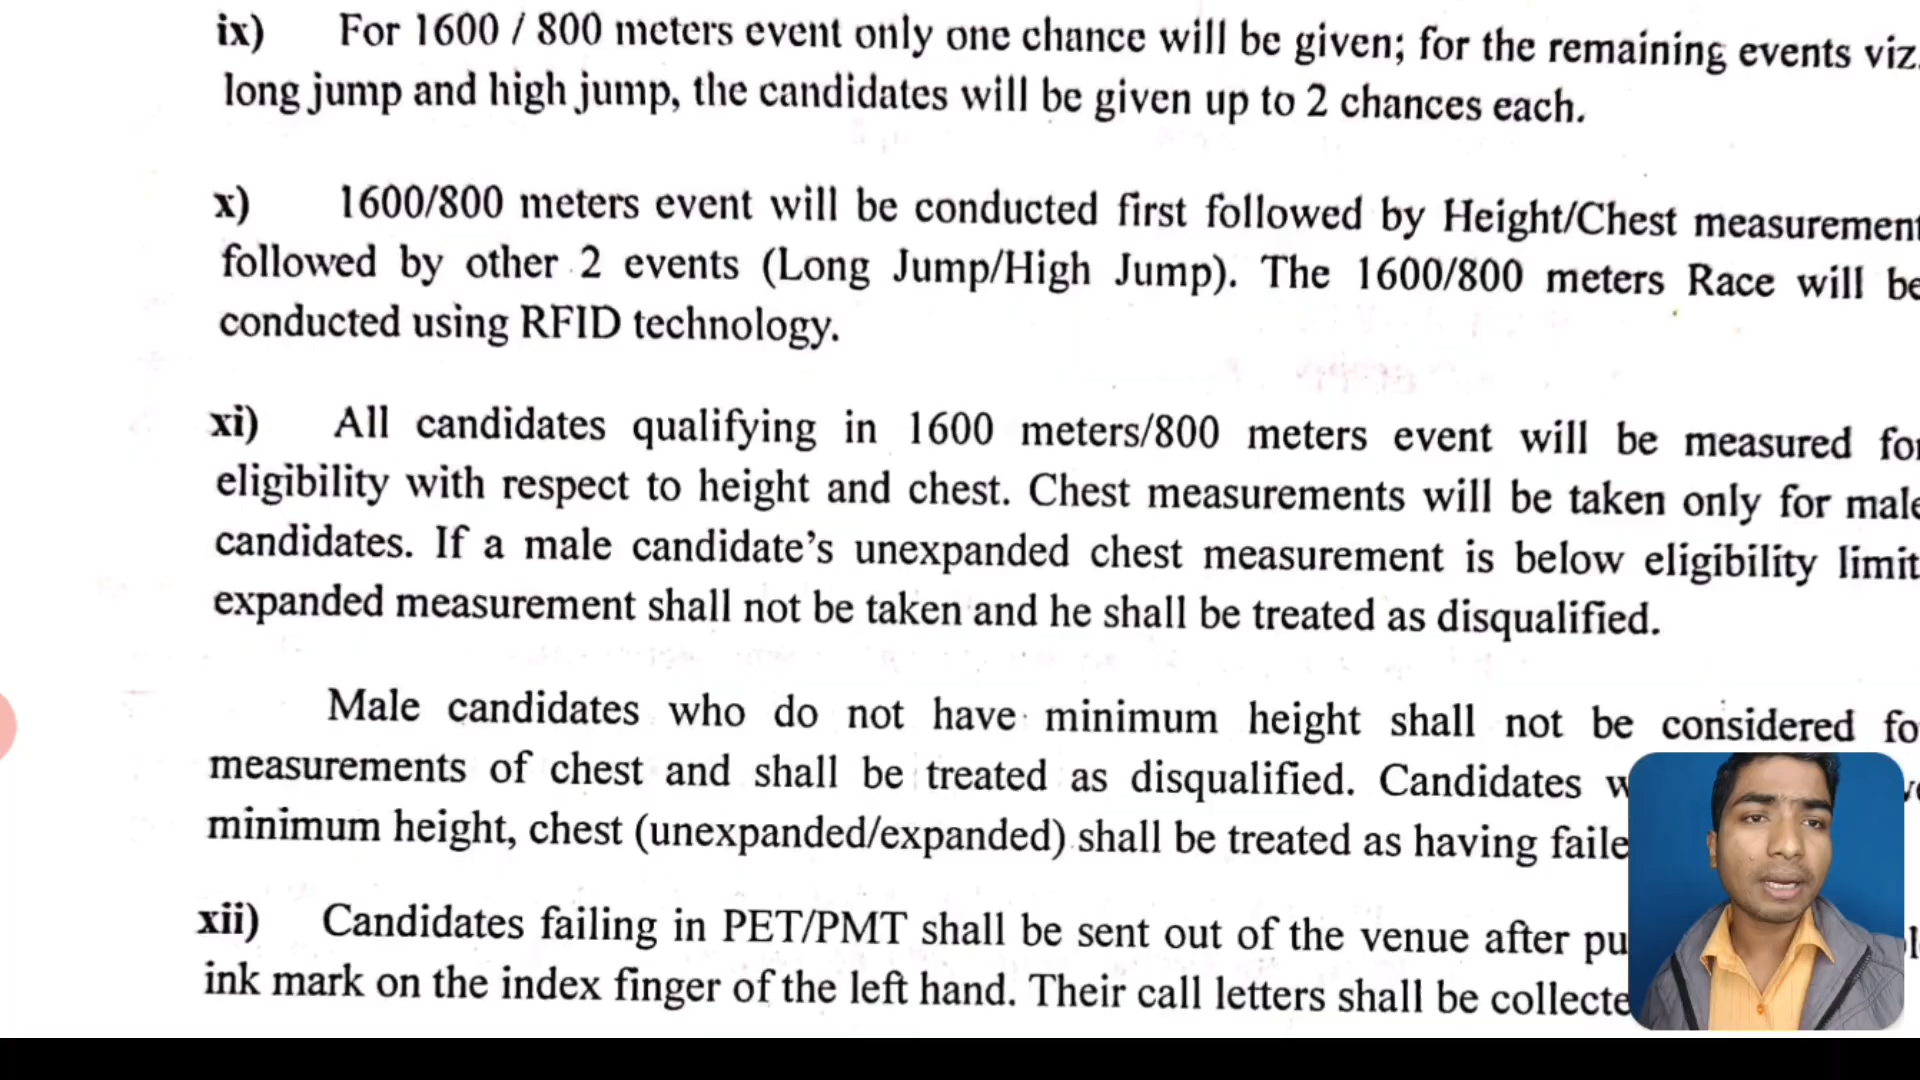 ix) For 1600 / 800 meters event only one chance will be given; for the remaining events viz.
long jump and high jump, the candidates will be given up to 2 chances each.
x) 1600/800 meters event will be conducted first followed by Height/Chest measurement
followed by other 2 events (Long Jump/High Jump). The 1600/800 meters Race will be
conducted using RFID technology.
xi) All candidates qualifying in 1600 meters/800 meters event will be measured for
eligibility with respect to height and chest. Chest measurements will be taken only for male
candidates. If a male candidate's unexpanded chest measurement is below eligibility limit
expanded measurement shall not be taken and he shall be treated as disqualified.
Male candidates who do not have minimum height shall not be considered fo
measurements of chest and shall be treated as disqualified. Candidates
minimum height, chest (unexpanded/expanded) shall be treated as having faile
xii) Candidates failing in PET/PMT shall be sent out of the venue after pu
ink mark on the index finger of the left hand. Their call letters shall be collecte